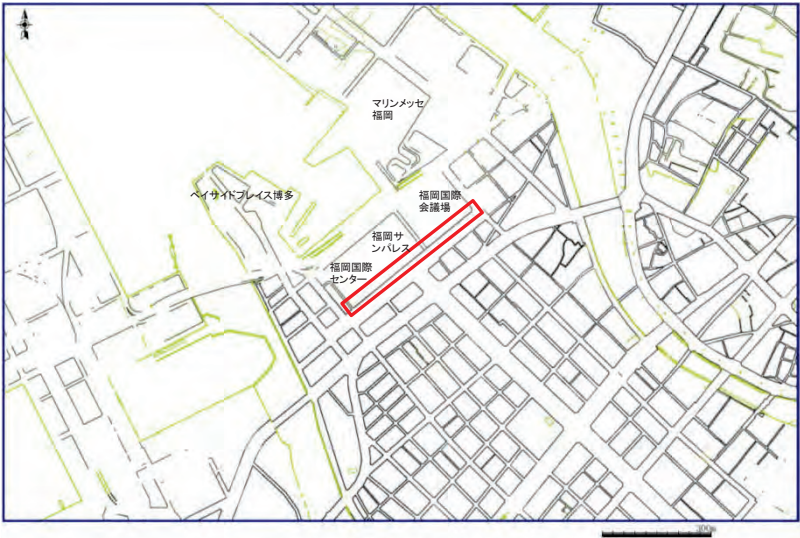 マリンメッセ
福岡
ベイサイドプレイス博多
福岡国際
会議場
福岡サ
ンパレス
福岡国際
センター
300m